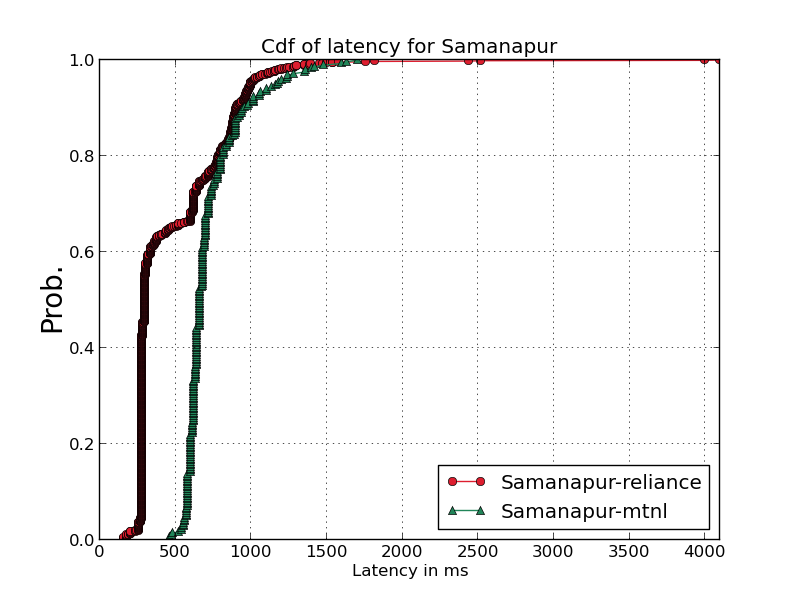 Cdf of latency for Samanapur
1.0
0.8
0.6
0.4
0.2
0.0
Prob.
Samanapur-reliance
Samanapur-mtnl
0 500 1000 1500 2000 2500 3000 3500 4000
Latency in ms